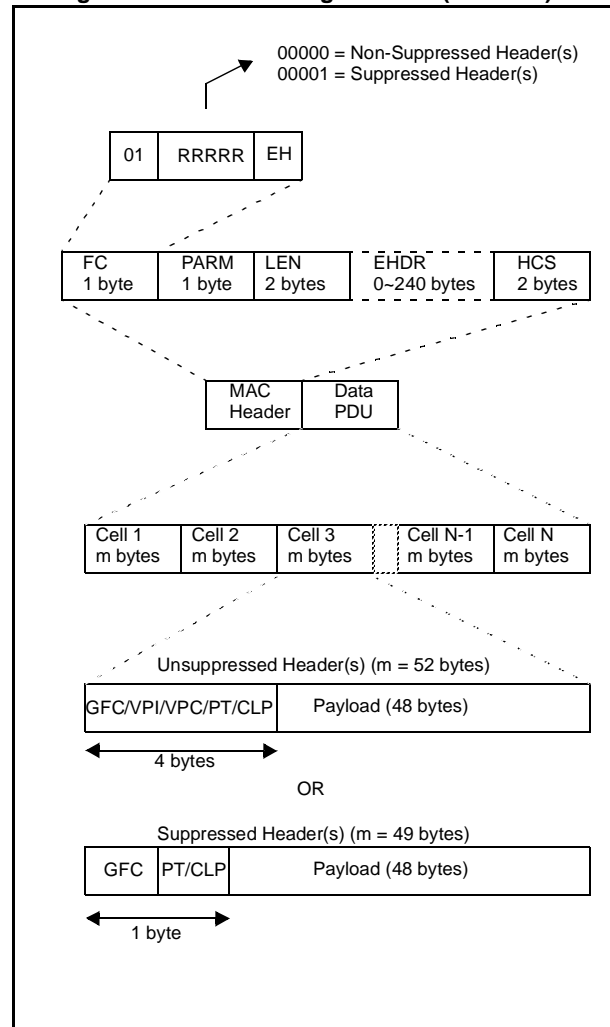 00000 = Non-Suppressed Header(s)
00001 = Suppressed Header(s)
01 RRRRR EH
FC PARM LEN EHDR HCS
1 byte 1 byte 2 bytes 0~240 bytes 2 bytes
MAC Data
Header PDU
Cell 1 Cell 2 Cell 3 Cell N-1 Cell N
m bytes m bytes m bytes m bytes m bytes
Unsuppressed Header(s) (m = 52 bytes)
GFC/VPI/VPC/PT/CLP Payload (48 bytes)
4 bytes
OR
Suppressed Header(s) (m = 49 bytes)
GFC PT/CLP Payload (48 bytes)
1 byte